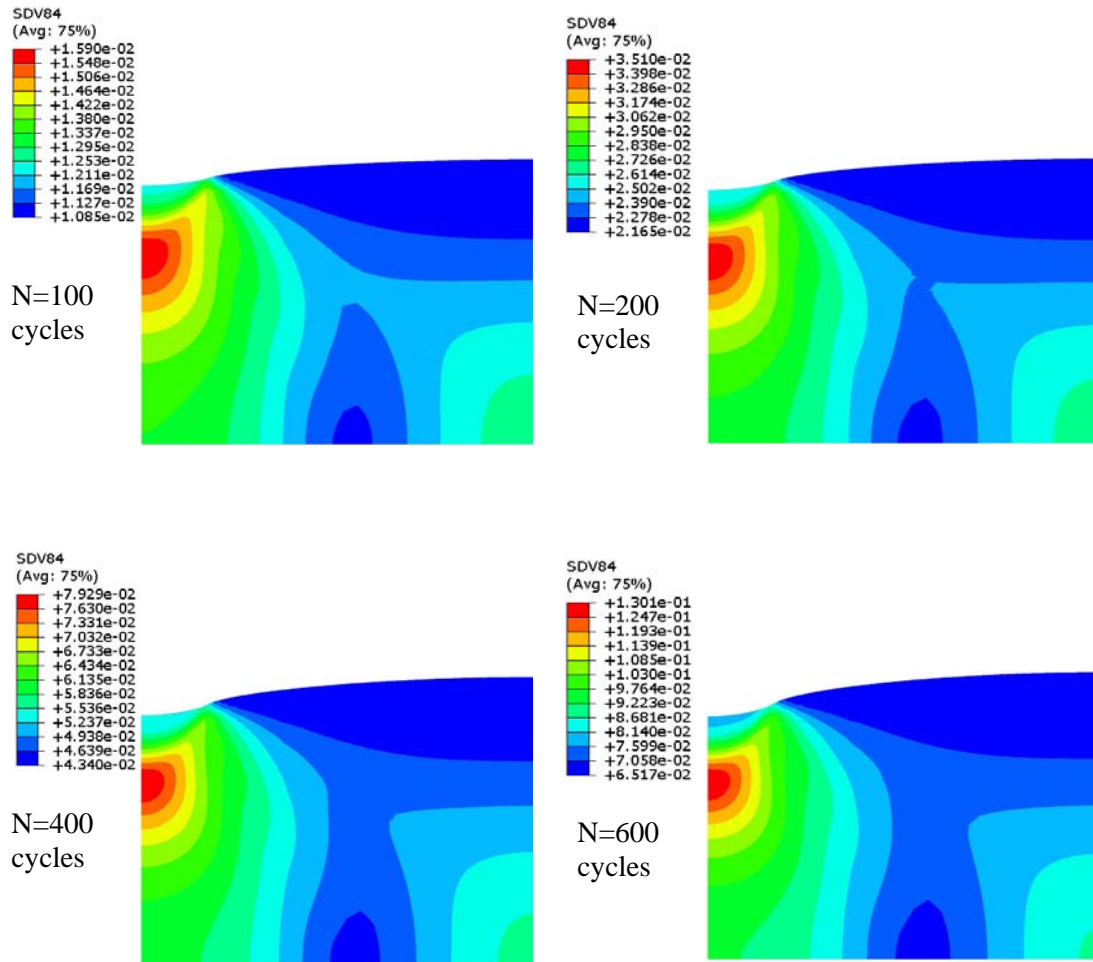 SDV84
(Avg: 75%)
+1.590e-02
+1.548e-02
+1.506e-02
+1.464e-02
+1.422e-02
+1.380e-02
+1.337e-02
+1.295e-02
+1.253e-02
+1.211e-02
+1.169e-02
+1.127e-02
+1.085e-02
N=100
cycles
SDV84
(Avg: 75%)
+3.510e-02
+3.398e-02
+3.286e-02
+3.174e-02
+3.062e-02
+2.950e-02
+2.838e-02
+2.726e-02
+2.614e-02
+2.502e-02
+2.390e-02
+2.278e-02
+2.165e-02
N=200
cycles
SDV84
(Avg: 75%)
+7.929e-02
+7.630e-02
+7.331e-02
+7.032e-02
+6.733e-02
+6.434e-02
+6.135e-02
+5.836e-02
+5.536e-02
+5.237e-02
+4.938e-02
+4.639e-02
+4.340e-02
N=400
cycles
SDV84
(Avg: 75%)
+1.301e-01
+1.247e-01
+1.193e-01
+1.139e-01
+1.085e-01
+1.030e-01
+9.764e-02
+9.223e-02
+8.681e-02
+8.140e-02
+7.599e-02
+7.058e-02
+6.517e-02
N=600
cycles